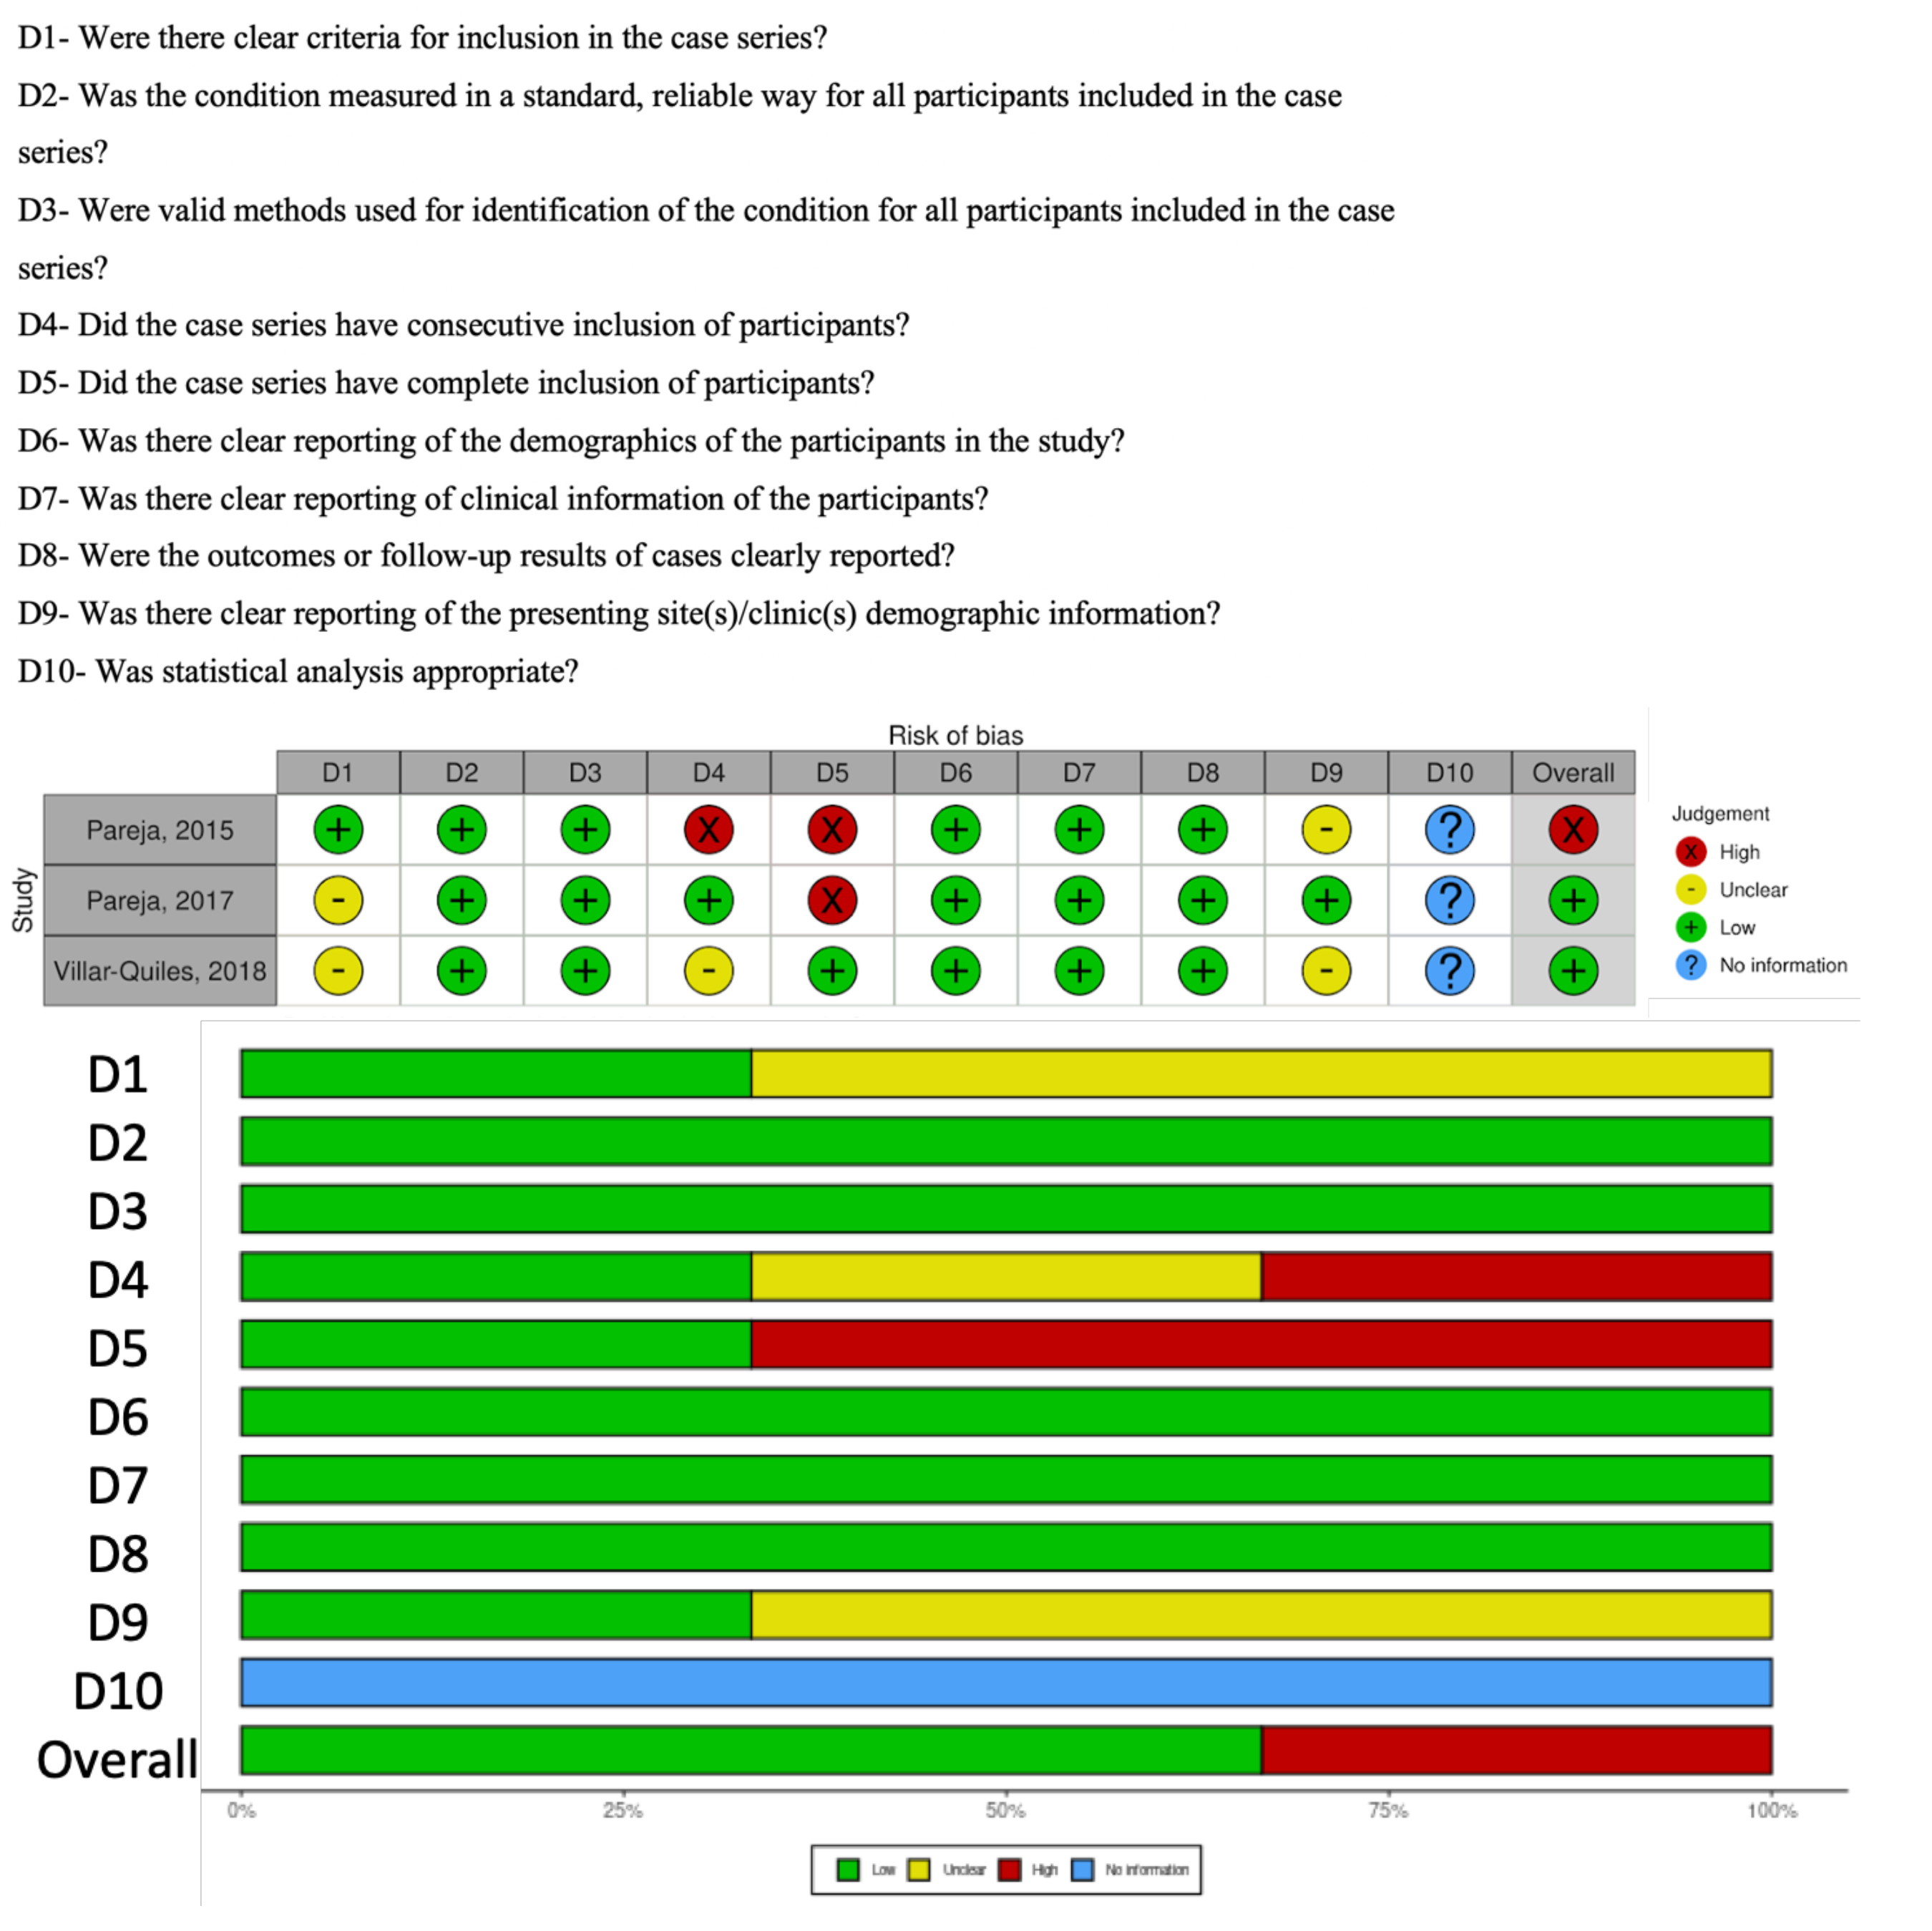 D1- Were there clear criteria for inclusion in the case series?
D2- Was the condition measured in a standard, reliable way for all participants included in the case
series?
D3- Were valid methods used for identification of the condition for all participants included in the case
series?
D4- Did the case series have consecutive inclusion of participants?
D5- Did the case series have complete inclusion of participants?
D6- Was there clear reporting of the demographics of the participants in the study?
D7- Was there clear reporting of clinical information of the participants?
D8- Were the outcomes or follow-up results of cases clearly reported?
D9- Was there clear reporting of the presenting site(s)/clinic(s) demographic information?
D10- Was statistical analysis appropriate?
Risk of bias
D1 D2 D3 D4 D5 D6 D7 D8 D9 D10 Overall
Study
Pareja, 2015 + + + X X + + + - ? X
Pareja, 2017 - + + + X + + + + ? +
Villar-Quiles, 2018 - + + - + + + + - ? +
Judgement
X High
- Unclear
+ Low
? No information
D1
D2
D3
D4
D5
D6
D7
D8
D9
D10
Overall
0% 25% 50% 75% 100%
Low Unclear High No information